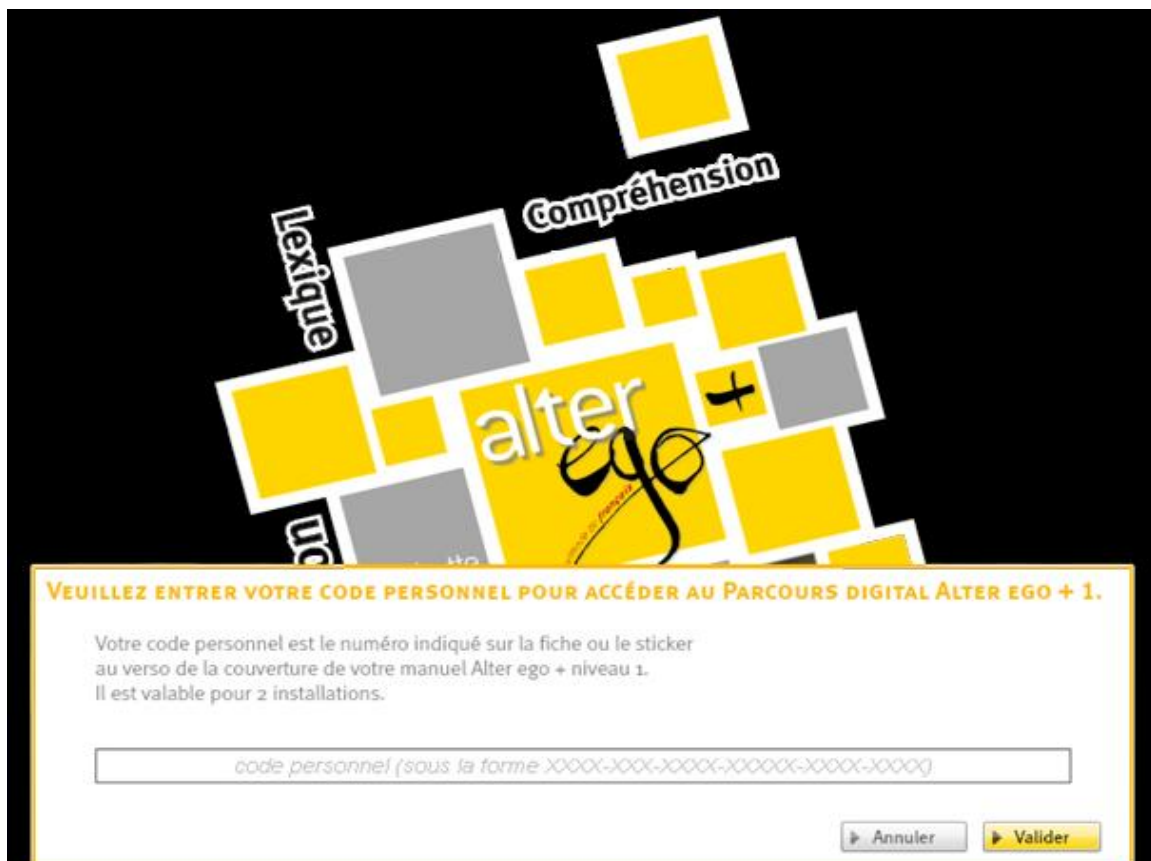 Compréhension
Lexique
alter
+
ego
on
VEUILLEZ ENTRER VOTRE CODE PERSONNEL POUR ACCÉDER AU PARCOURS DIGITAL ALTER EGO + 1.
Votre code personnel est le numéro indiqué sur la fiche ou le sticker
au verso de la couverture de votre manuel Alter ego + niveau 1.
Il est valable pour 2 installations.
code personnel (sous la forme XXXX-XXX-XXXX-XXXXX-XXXX-XXXX)
Annuler
Valider